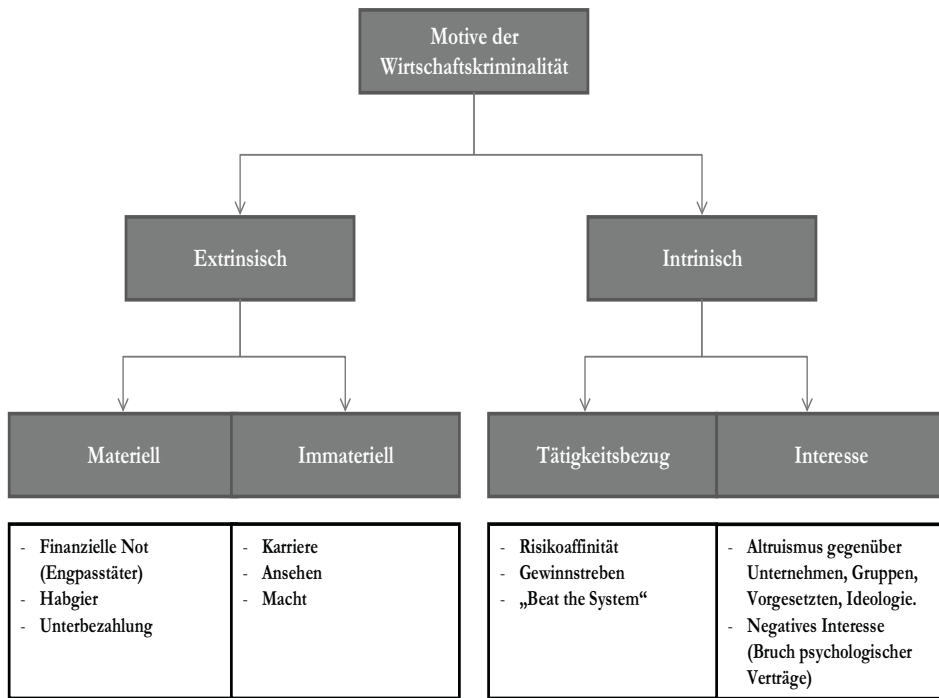 Motive der
Wirtschaftskriminalität
Extrinsisch
Intrinisch
Materiell
Immateriell
Tätigkeitsbezug
Interesse
- Finanzielle Not
(Engpasstäter)
- Habgier
- Unterbezahlung
- Karriere
- Ansehen
- Macht
- Risikoaffinität
- Gewinnstreben
- „Beat the System“
- Altruismus gegenüber
Unternehmen, Gruppen,
Vorgesetzten, Ideologie.
- Negatives Interesse
(Bruch psychologischer
Verträge)